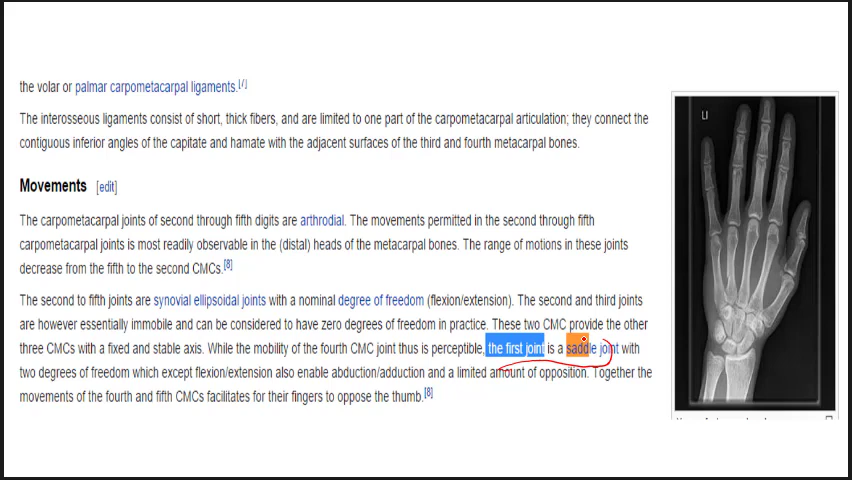 the volar or palmar carpometacarpal ligaments.[7]
The interosseous ligaments consist of short, thick fibers, and are limited to one part of the carpometacarpal articulation; they connect the
contiguous inferior angles of the capitate and hamate with the adjacent surfaces of the third and fourth metacarpal bones.
Movements [edit]
The carpometacarpal joints of second through fifth digits are arthrodial. The movements permitted in the second through fifth
carpometacarpal joints is most readily observable in the (distal) heads of the metacarpal bones. The range of motions in these joints
decrease from the fifth to the second CMCs.[8]
The second to fifth joints are synovial ellipsoidal joints with a nominal degree of freedom (flexion/extension). The second and third joints
are however essentially immobile and can be considered to have zero degrees of freedom in practice. These two CMC provide the other
three CMCs with a fixed and stable axis. While the mobility of the fourth CMC joint thus is perceptible, the first joint is a saddle joint with
two degrees of freedom which except flexion/extension also enable abduction/adduction and a limited amount of opposition. Together the
movements of the fourth and fifth CMCs facilitates for their fingers to oppose the thumb.[8]